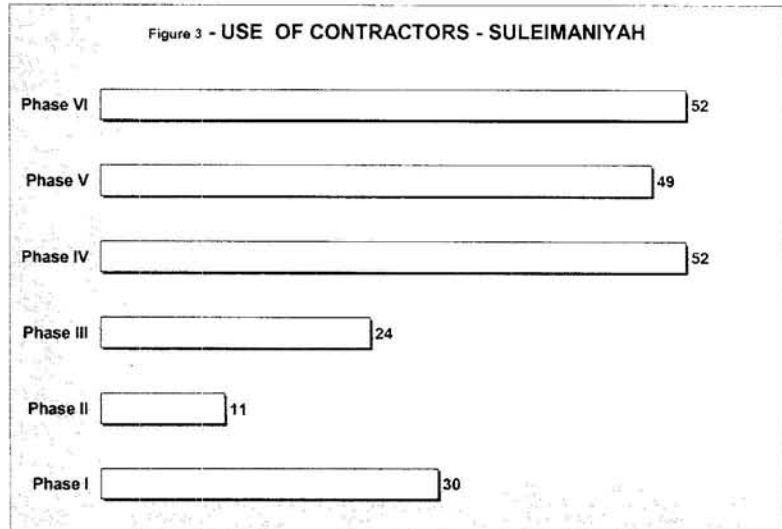 Figure 3 - USE OF CONTRACTORS - SULEIMANIYAH
Phase VI 52
Phase V 49
Phase IV 52
Phase III 24
Phase II 11
Phase I 30